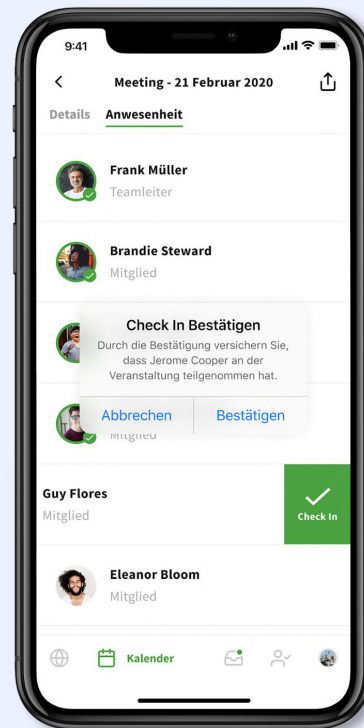 9:41
Meeting - 21 Februar 2020
Details Anwesenheit
Frank Müller
Teamleiter
Brandie Steward
Mitglied
Check In Bestätigen
Durch die Bestätigung versichern Sie,
dass Jerome Cooper an der
Veranstaltung teilgenommen hat.
Abbrechen Bestätigen
Mitglied
Guy Flores
Mitglied
Check In
Eleanor Bloom
Mitglied
Kalender